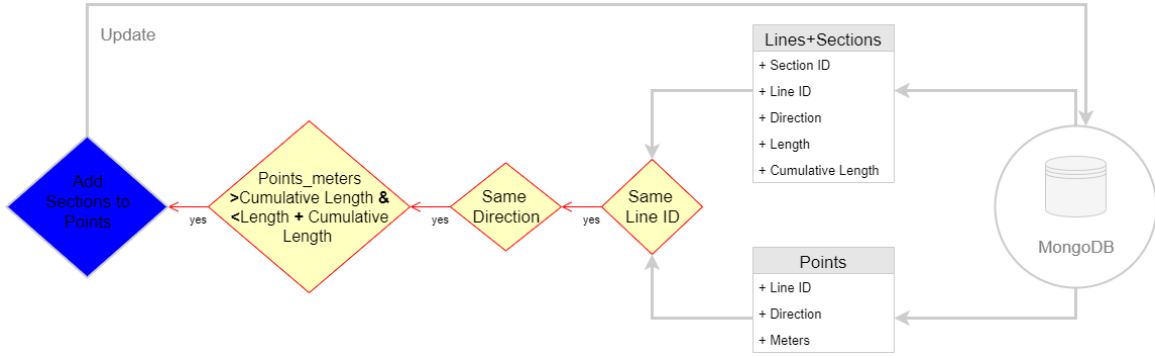 Update
Lines+Sections
+ Section ID
+ Line ID
+ Direction
+ Length
+ Cumulative Length
Add
Sections to
Points
yes
Points_meters
>Cumulative Length &
<Length + Cumulative
Length
yes
Same
Direction
yes
Same
Line ID
MongoDB
Points
+ Line ID
+ Direction
+ Meters